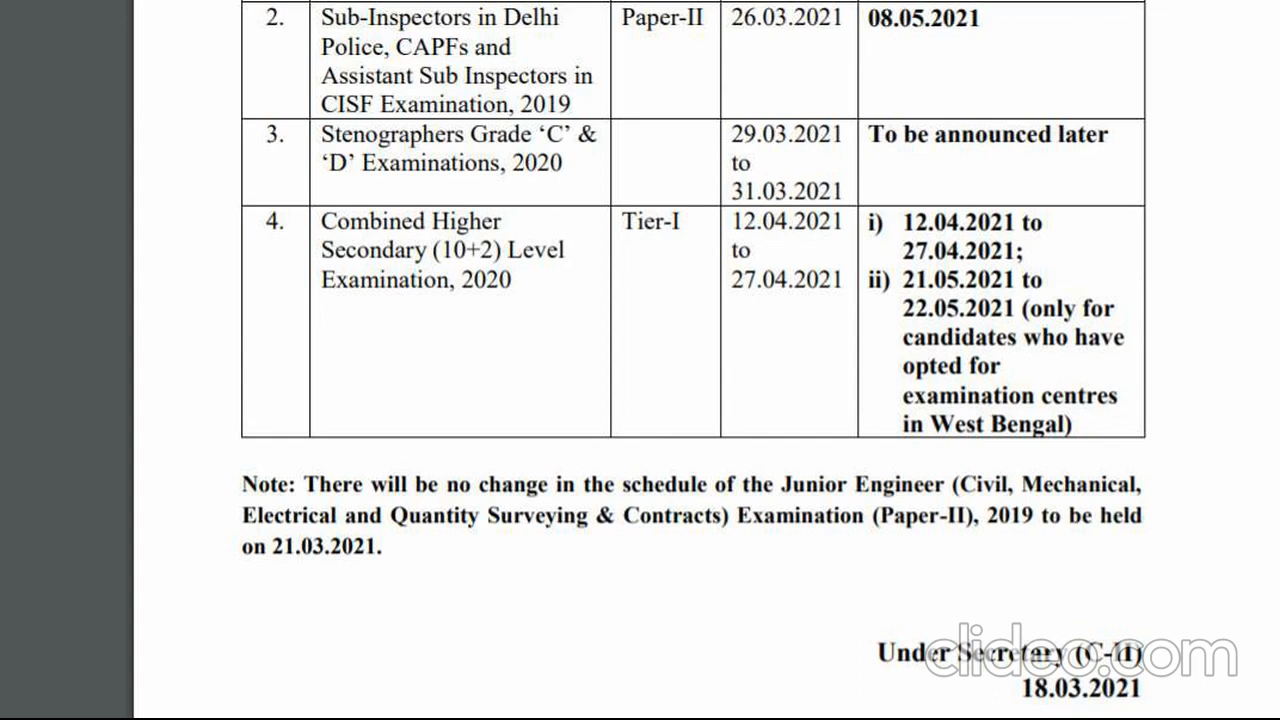 2. Sub-Inspectors in Delhi Paper-II 26.03.2021 08.05.2021
Police, CAPFs and
Assistant Sub Inspectors in
CISF Examination, 2019
3. Stenographers Grade ‘C’ & 29.03.2021 To be announced later
‘D’ Examinations, 2020 to
31.03.2021
4. Combined Higher Tier-I 12.04.2021 i) 12.04.2021 to
Secondary (10+2) Level to 27.04.2021;
Examination, 2020 27.04.2021 ii) 21.05.2021 to
22.05.2021 (only for
candidates who have
opted for
examination centres
in West Bengal)
Note: There will be no change in the schedule of the Junior Engineer (Civil, Mechanical,
Electrical and Quantity Surveying & Contracts) Examination (Paper-II), 2019 to be held
on 21.03.2021.
Under Secretary (C-II)
clideo.com
18.03.2021